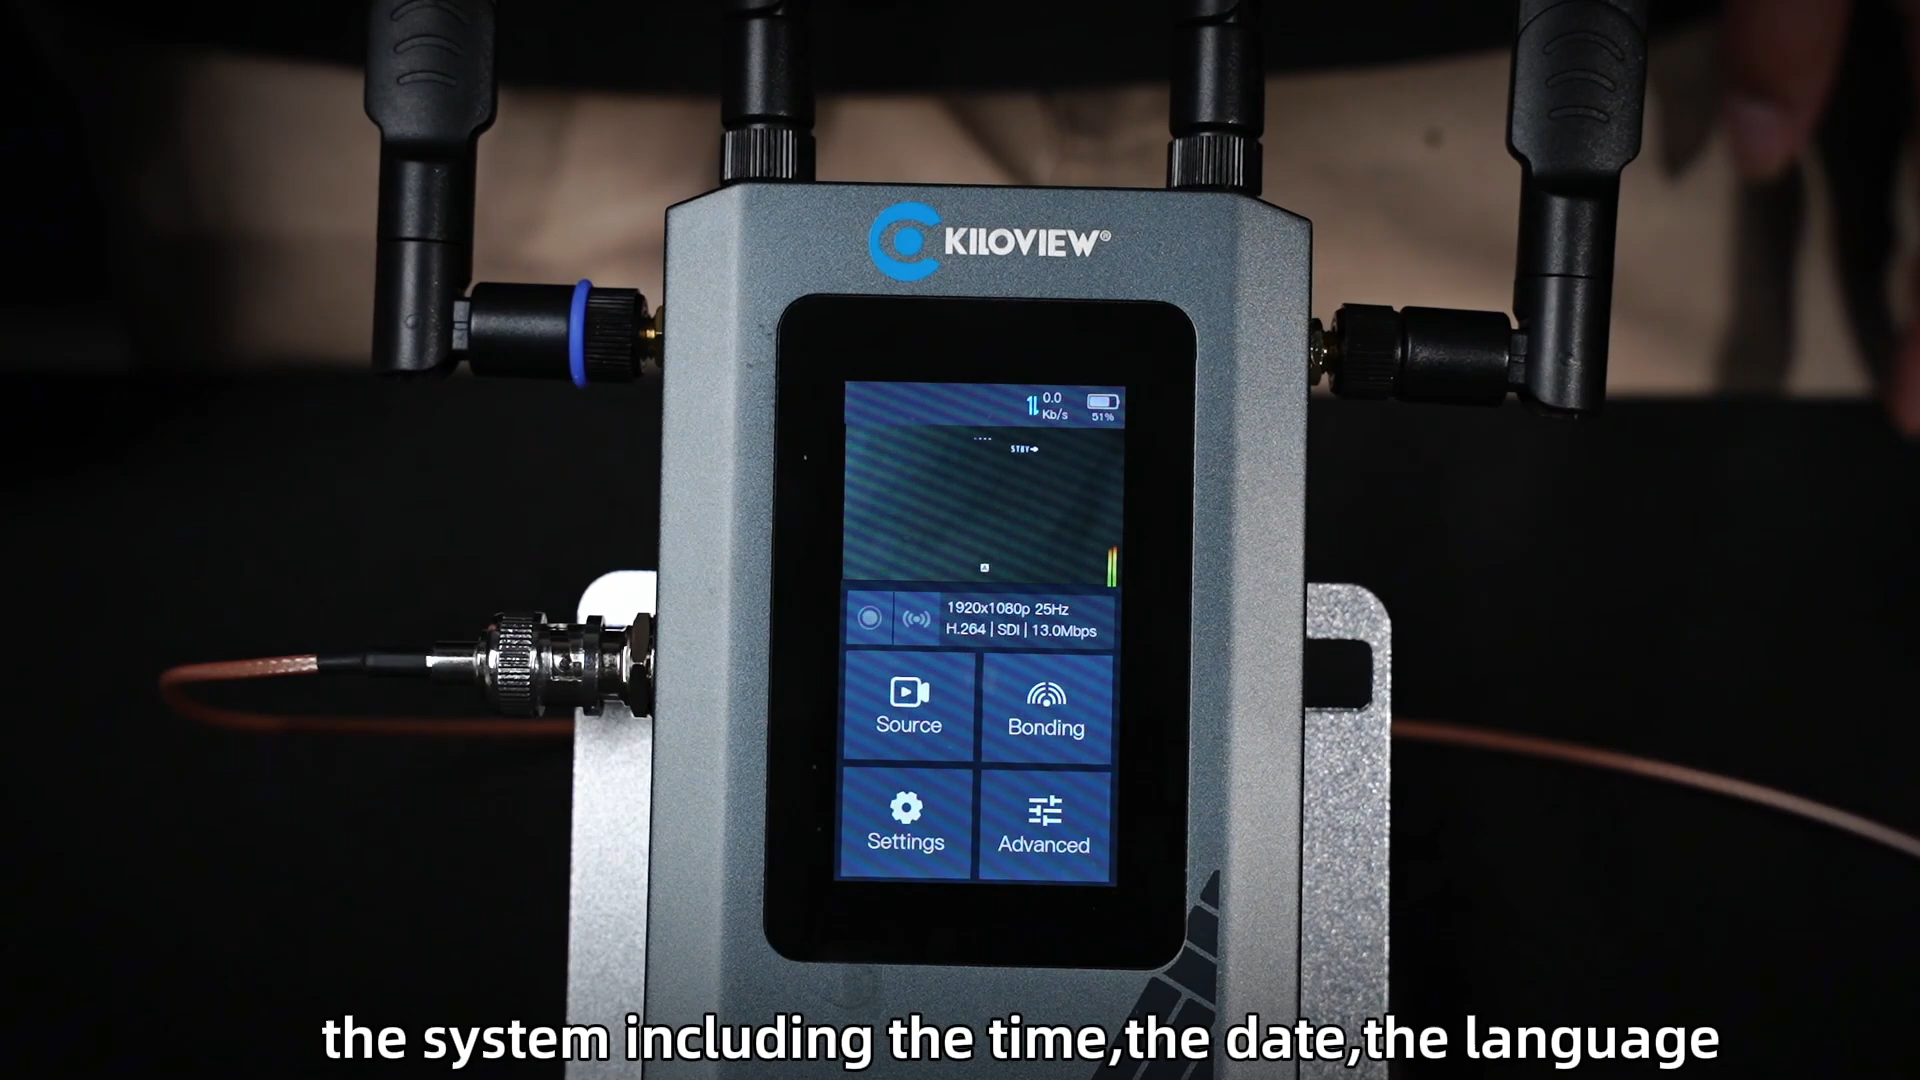 KILOVIEW®
0.0
Kb/s
51%
----
STBY
A
1920x1080p 25Hz
H.264 | SDI | 13.0Mbps
Source
Bonding
Settings
Advanced
the system including the time,the date,the language